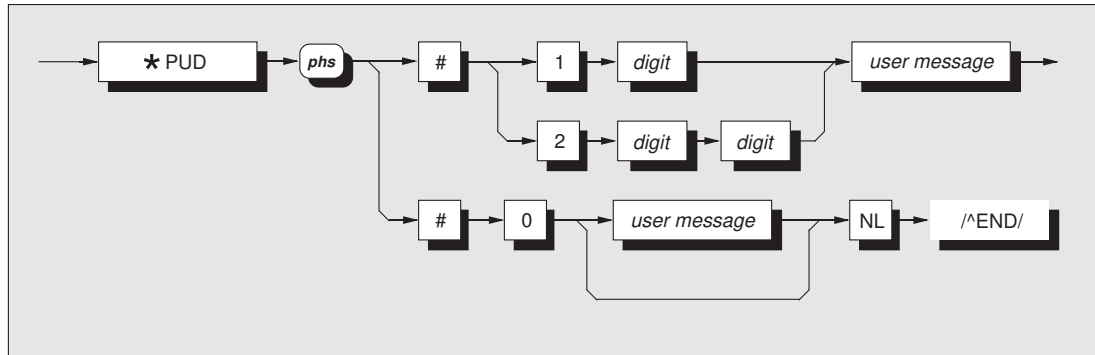 * PUD phs # 1 digit user message
2 digit digit
# 0 user message NL /^END/